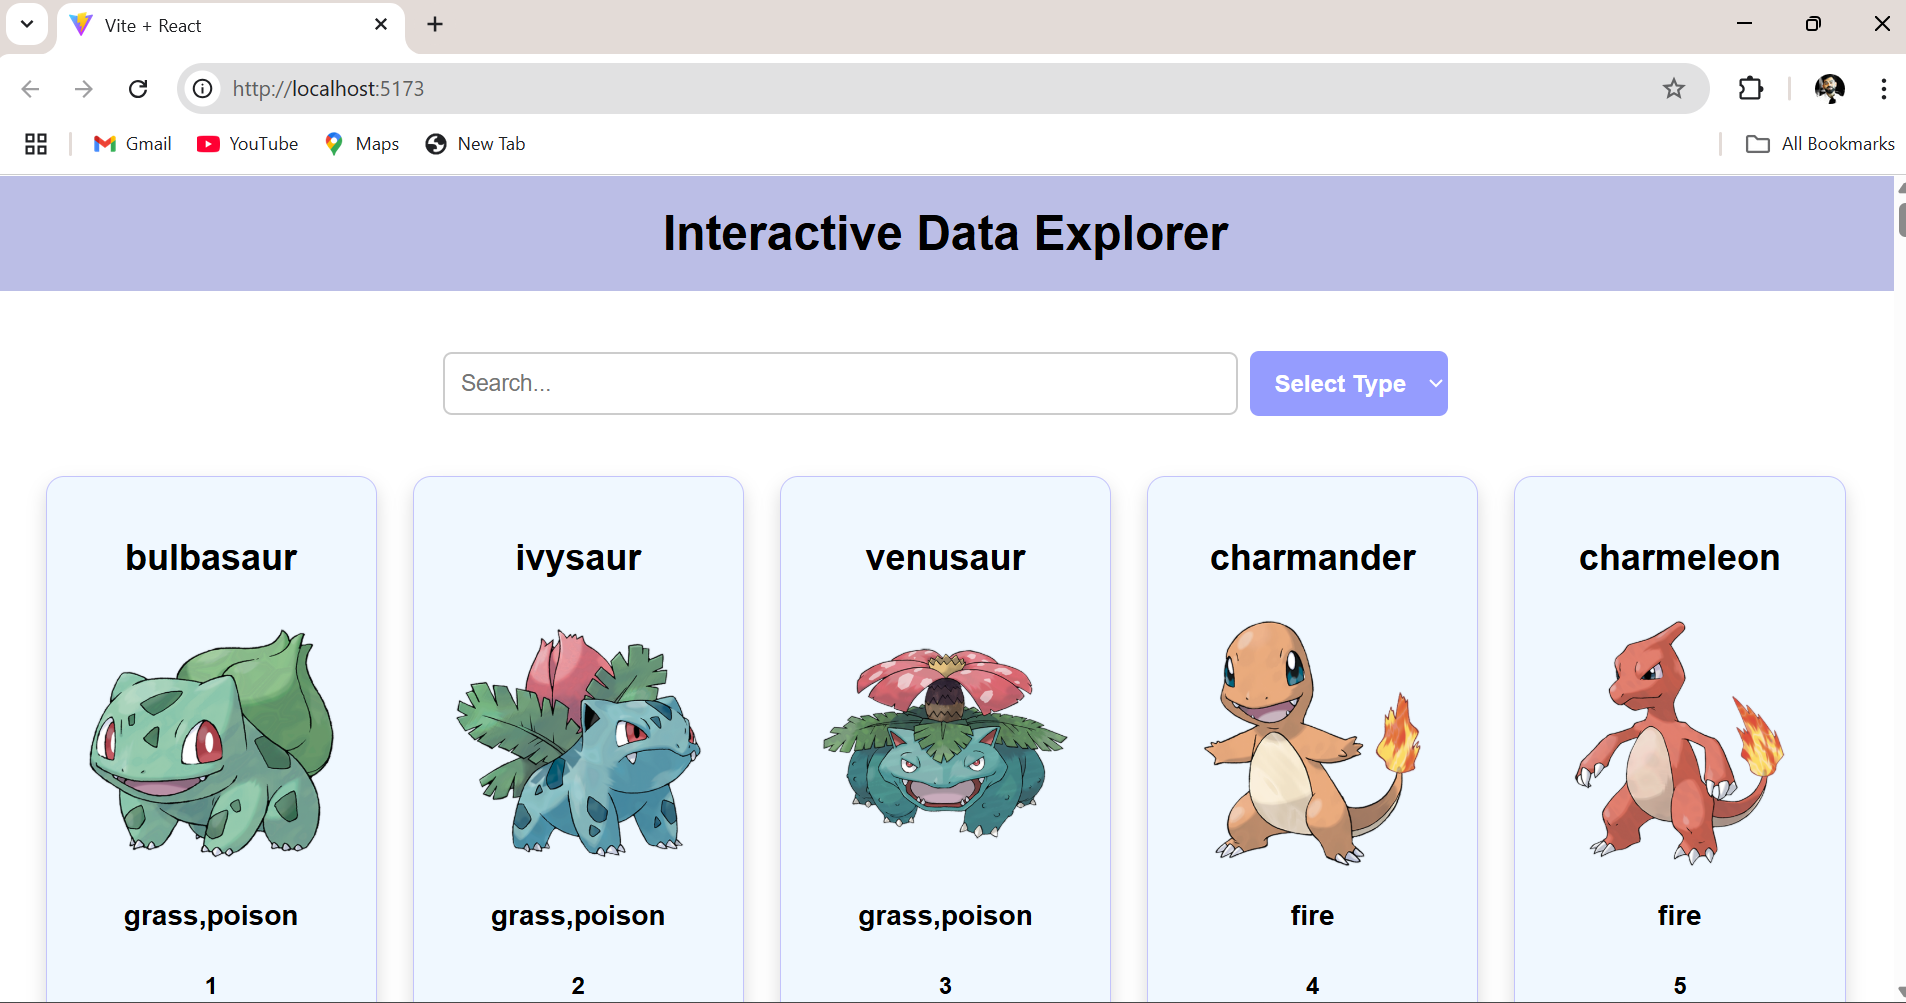 Vite + React
http://localhost:5173
Gmail YouTube Maps New Tab All Bookmarks
Interactive Data Explorer
Search... Select Type
bulbasaur ivysaur venusaur charmander charmeleon
grass,poison grass,poison grass,poison fire fire
1 2 3 4 5